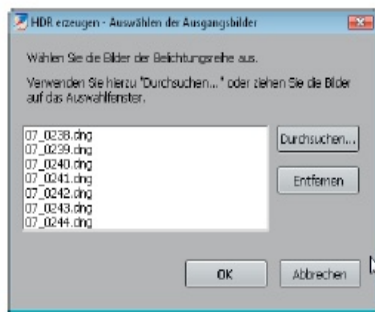 HDR erzeugen - Auswählen der Ausgangsbilder
Wählen Sie die Bilder der Belichtungsreihe aus.
Verwenden Sie hierzu "Durchsuchen..." oder ziehen Sie die Bilder
auf das Auswahlfenster.
07_0238.dng
07_0239.dng
07_0240.dng
07_0241.dng
07_0242.dng
07_0243.dng
07_0244.dng
Durchsuchen...
Entfernen
OK
Abbrechen